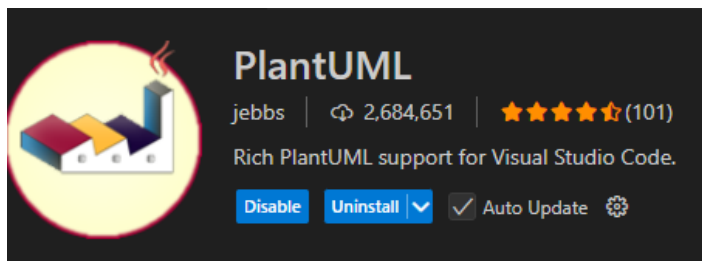 PlantUML
jebbs 2,684,651 (101)
Rich PlantUML support for Visual Studio Code.
Disable Uninstall Auto Update